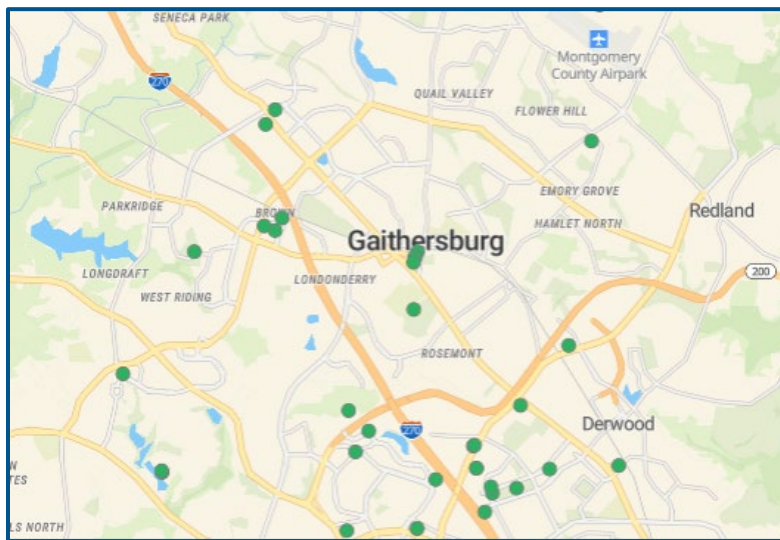 SENECA PARK
Montgomery
County Airpark
270
QUAIL VALLEY
FLOWER HILL
EMORY GROVE
PARKRIDGE
BROWN
Redland
HAMLET NORTH
Gaithersburg
LONGDRAFT
LONDONDERRY
200
WEST RIDING
ROSEMONT
Derwood
270
N
TES
LS NORTH